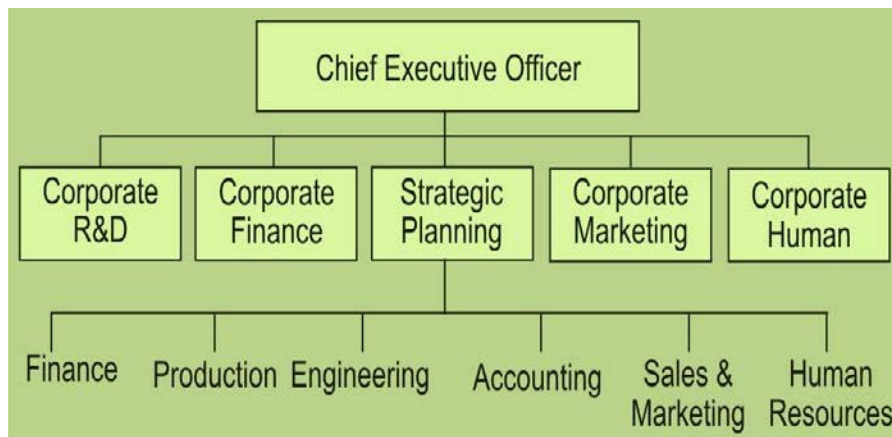 Chief Executive Officer
Corporate
R&D
Corporate
Finance
Strategic
Planning
Corporate
Marketing
Corporate
Human
Finance
Production
Engineering
Accounting
Sales &
Marketing
Human
Resources